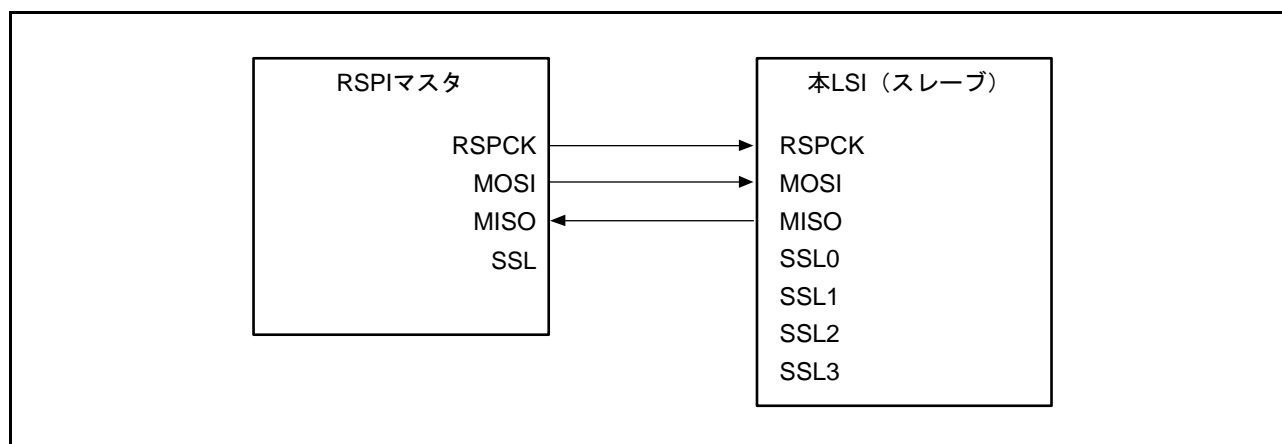 RSPIマスタ
RSPCK
MOSI
MISO
SSL
本LSI（スレーブ）
RSPCK
MOSI
MISO
SSL0
SSL1
SSL2
SSL3